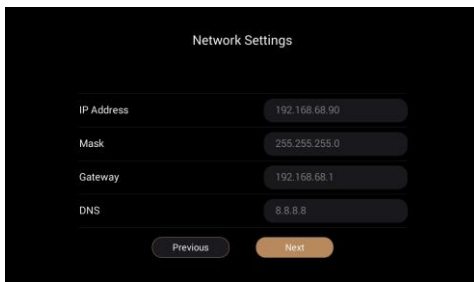 Network Settings
IP Address 192.168.68.90
Mask 255.255.255.0
Gateway 192.168.68.1
DNS 8.8.8.8
Previous Next